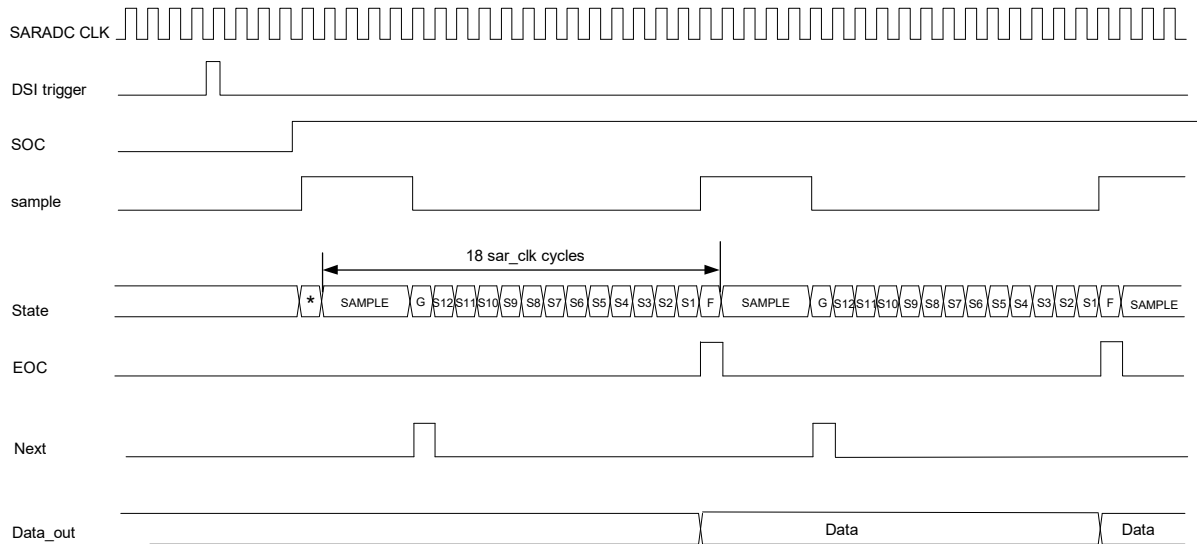 SARADC CLK
DSI trigger
SOC
sample
18 sar_clk cycles
State * SAMPLE G S12 S11 S10 S9 S8 S7 S6 S5 S4 S3 S2 S1 F SAMPLE G S12 S11 S10 S9 S8 S7 S6 S5 S4 S3 S2 S1 F SAMPLE
EOC
Next
Data_out Data Data